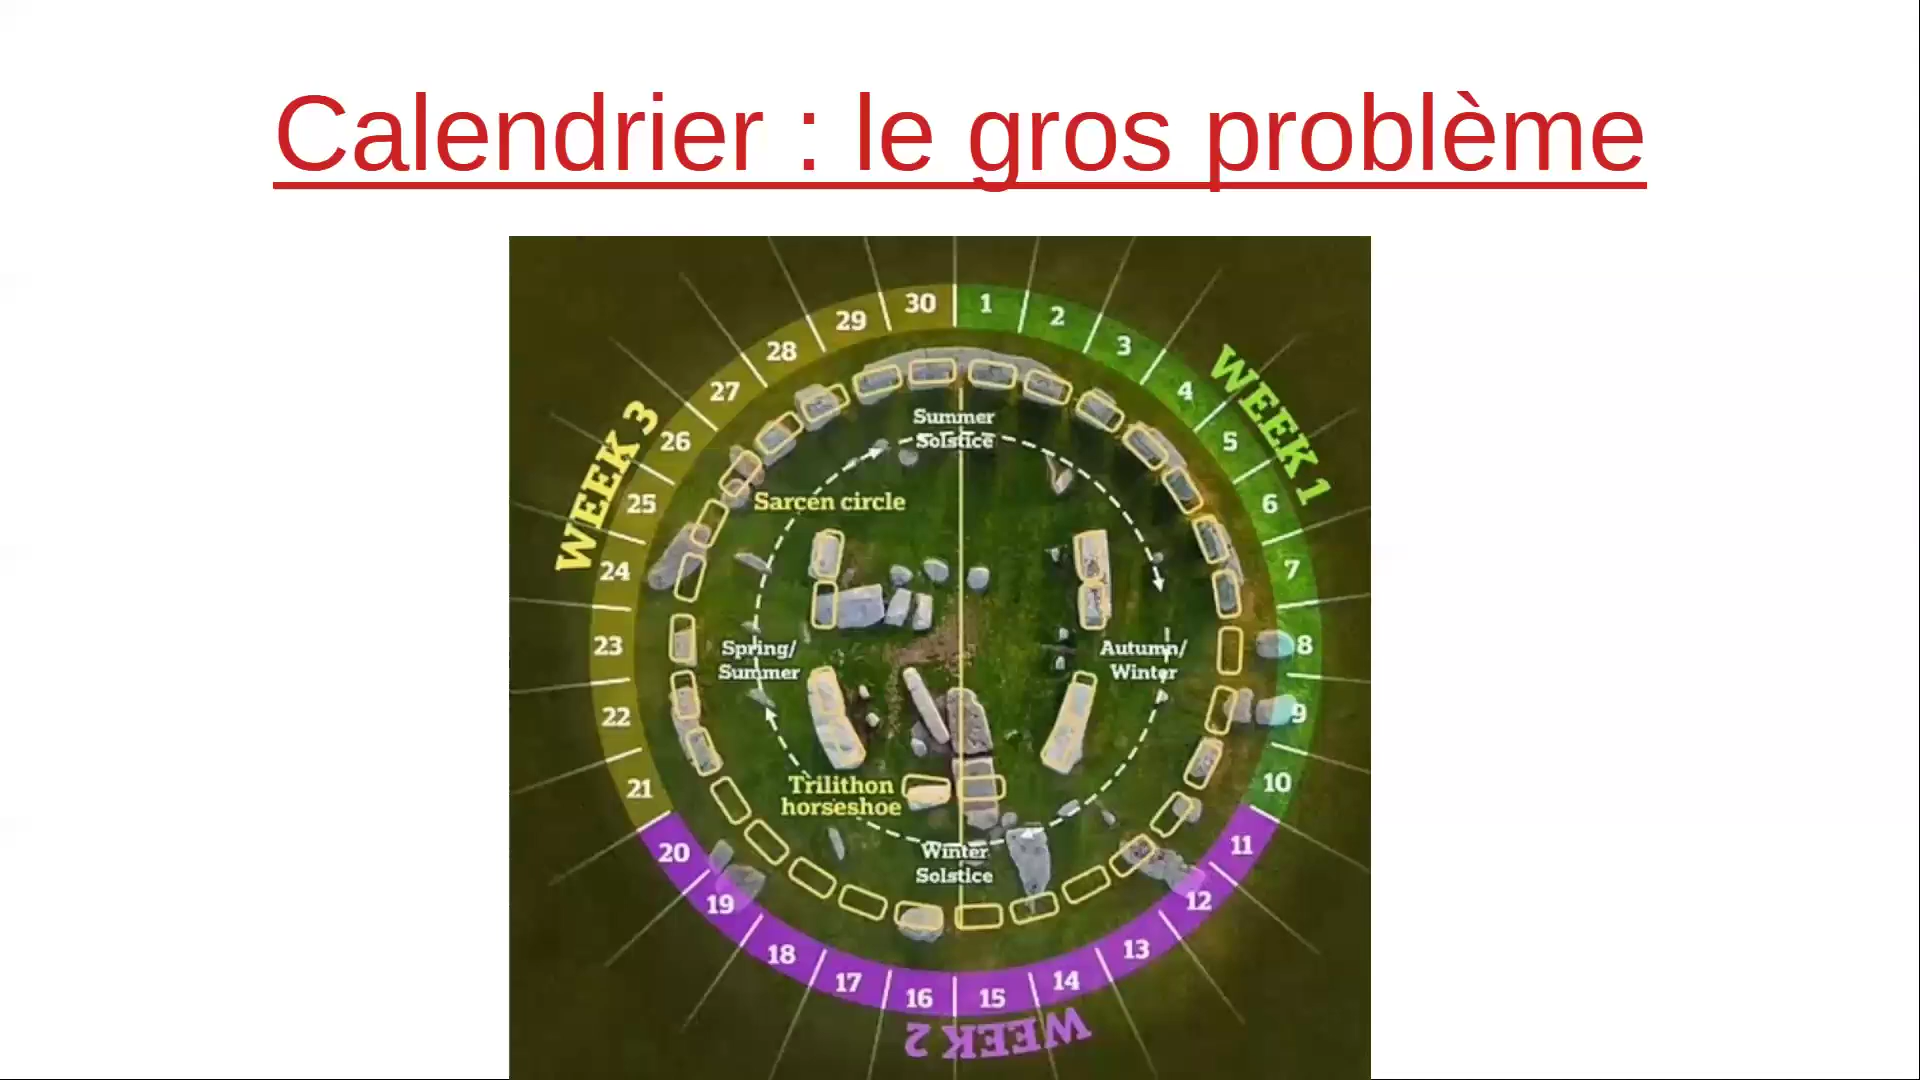 Calendrier : le gros problème
30
1
29
2
28
3
27
4
WEEK 1
WEEK 3
26
5
Summer
Solstice
25
6
Sarcen circle
24
7
23
8
Spring/
Summer
Autumn/
Winter
22
9
21
10
Trilithon
horseshoe
20
11
Winter
Solstice
19
12
18
13
17
14
16
15
WEEK 2